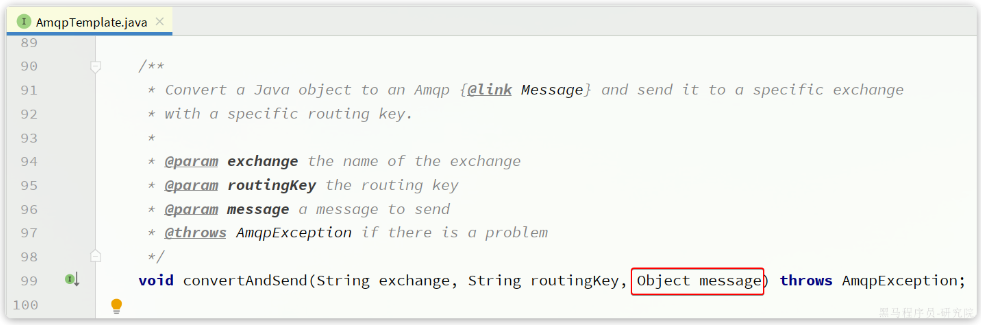 AmqpTemplate.java
89
90 /**
91 * Convert a Java object to an Amqp {@link Message} and send it to a specific exchange
92 * with a specific routing key.
93 *
94 * @param exchange the name of the exchange
95 * @param routingKey the routing key
96 * @param message a message to send
97 * @throws AmqpException if there is a problem
98 */
99 void convertAndSend(String exchange, String routingKey, Object message) throws AmqpException;
100
黑马程序员-研究院